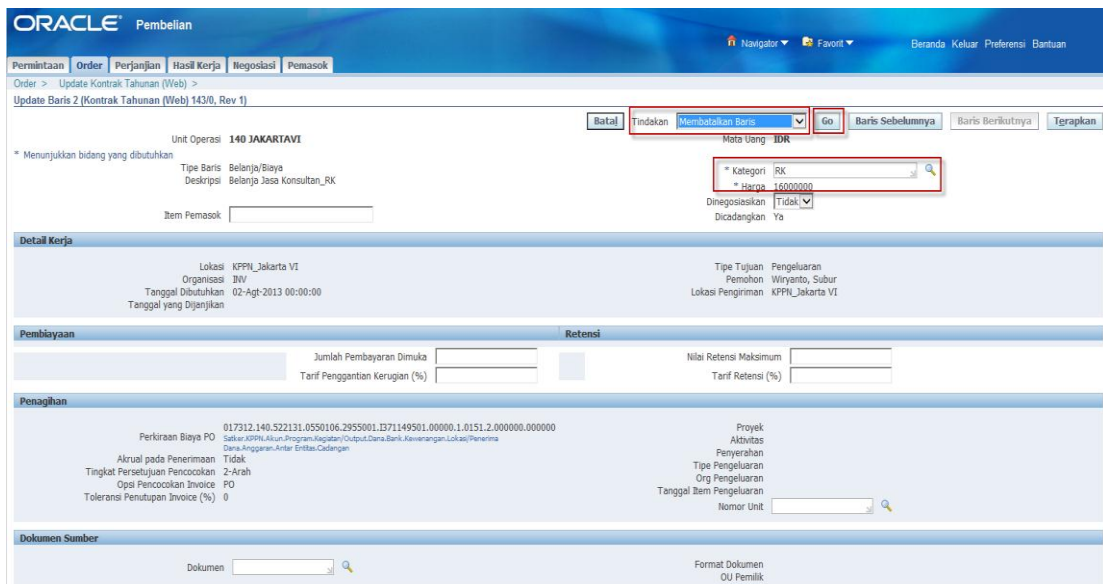 ORACLE Pembelian
Navigator Favorit Beranda Keluar Preferensi Bantuan
Permintaan Order Perjanjian Hasil Kerja Negosiasi Pemasok
Order > Update Kontrak Tahunan (Web) >
Update Baris 2 (Kontrak Tahunan (Web) 143/0, Rev 1)
Batal Tindakan Membatalkan Baris Go Baris Sebelumnya Baris Berikutnya Terapkan
Unit Operasi 140 JAKARTAVI
Mata Uang IDR
* Menunjukkan bidang yang dibutuhkan
Tipe Baris Belanja/Biaya
Deskripsi Belanja Jasa Konsultan_RK
Item Pemasok
* Kategori RK
* Harga 16000000
Dinegosiasikan Tidak
Dicadangkan Ya
Detail Kerja
Lokasi KPPN_Jakarta VI
Organisasi INV
Tanggal Dibutuhkan 02-Agt-2013 00:00:00
Tanggal yang Dijanjikan
Tipe Tujuan Pengeluaran
Pemohon Wiryanto, Subur
Lokasi Pengiriman KPPN_Jakarta VI
Pembiayaan
Jumlah Pembayaran Dimuka
Tarif Penggantian Kerugian (%)
Retensi
Nilai Retensi Maksimum
Tarif Retensi (%)
Penagihan
Perkiraan Biaya PO 017312.140.522131.0550106.2955001.I371149501.00000.1.0151.2.000000.000000
Satker.KPPN.Akun.Program.Kegiatan/Output.Dana.Bank.Kewenangan.Lokasi/Penerima
Dana.Anggaran.Antar Entitas.Cadangan
Akrual pada Penerimaan Tidak
Tingkat Persetujuan Pencocokan 2-Arah
Opsi Pencocokan Invoice PO
Toleransi Penutupan Invoice (%) 0
Proyek
Aktivitas
Penyerahan
Tipe Pengeluaran
Org Pengeluaran
Tanggal Item Pengeluaran
Nomor Unit
Dokumen Sumber
Dokumen
Format Dokumen
OU Pemilik